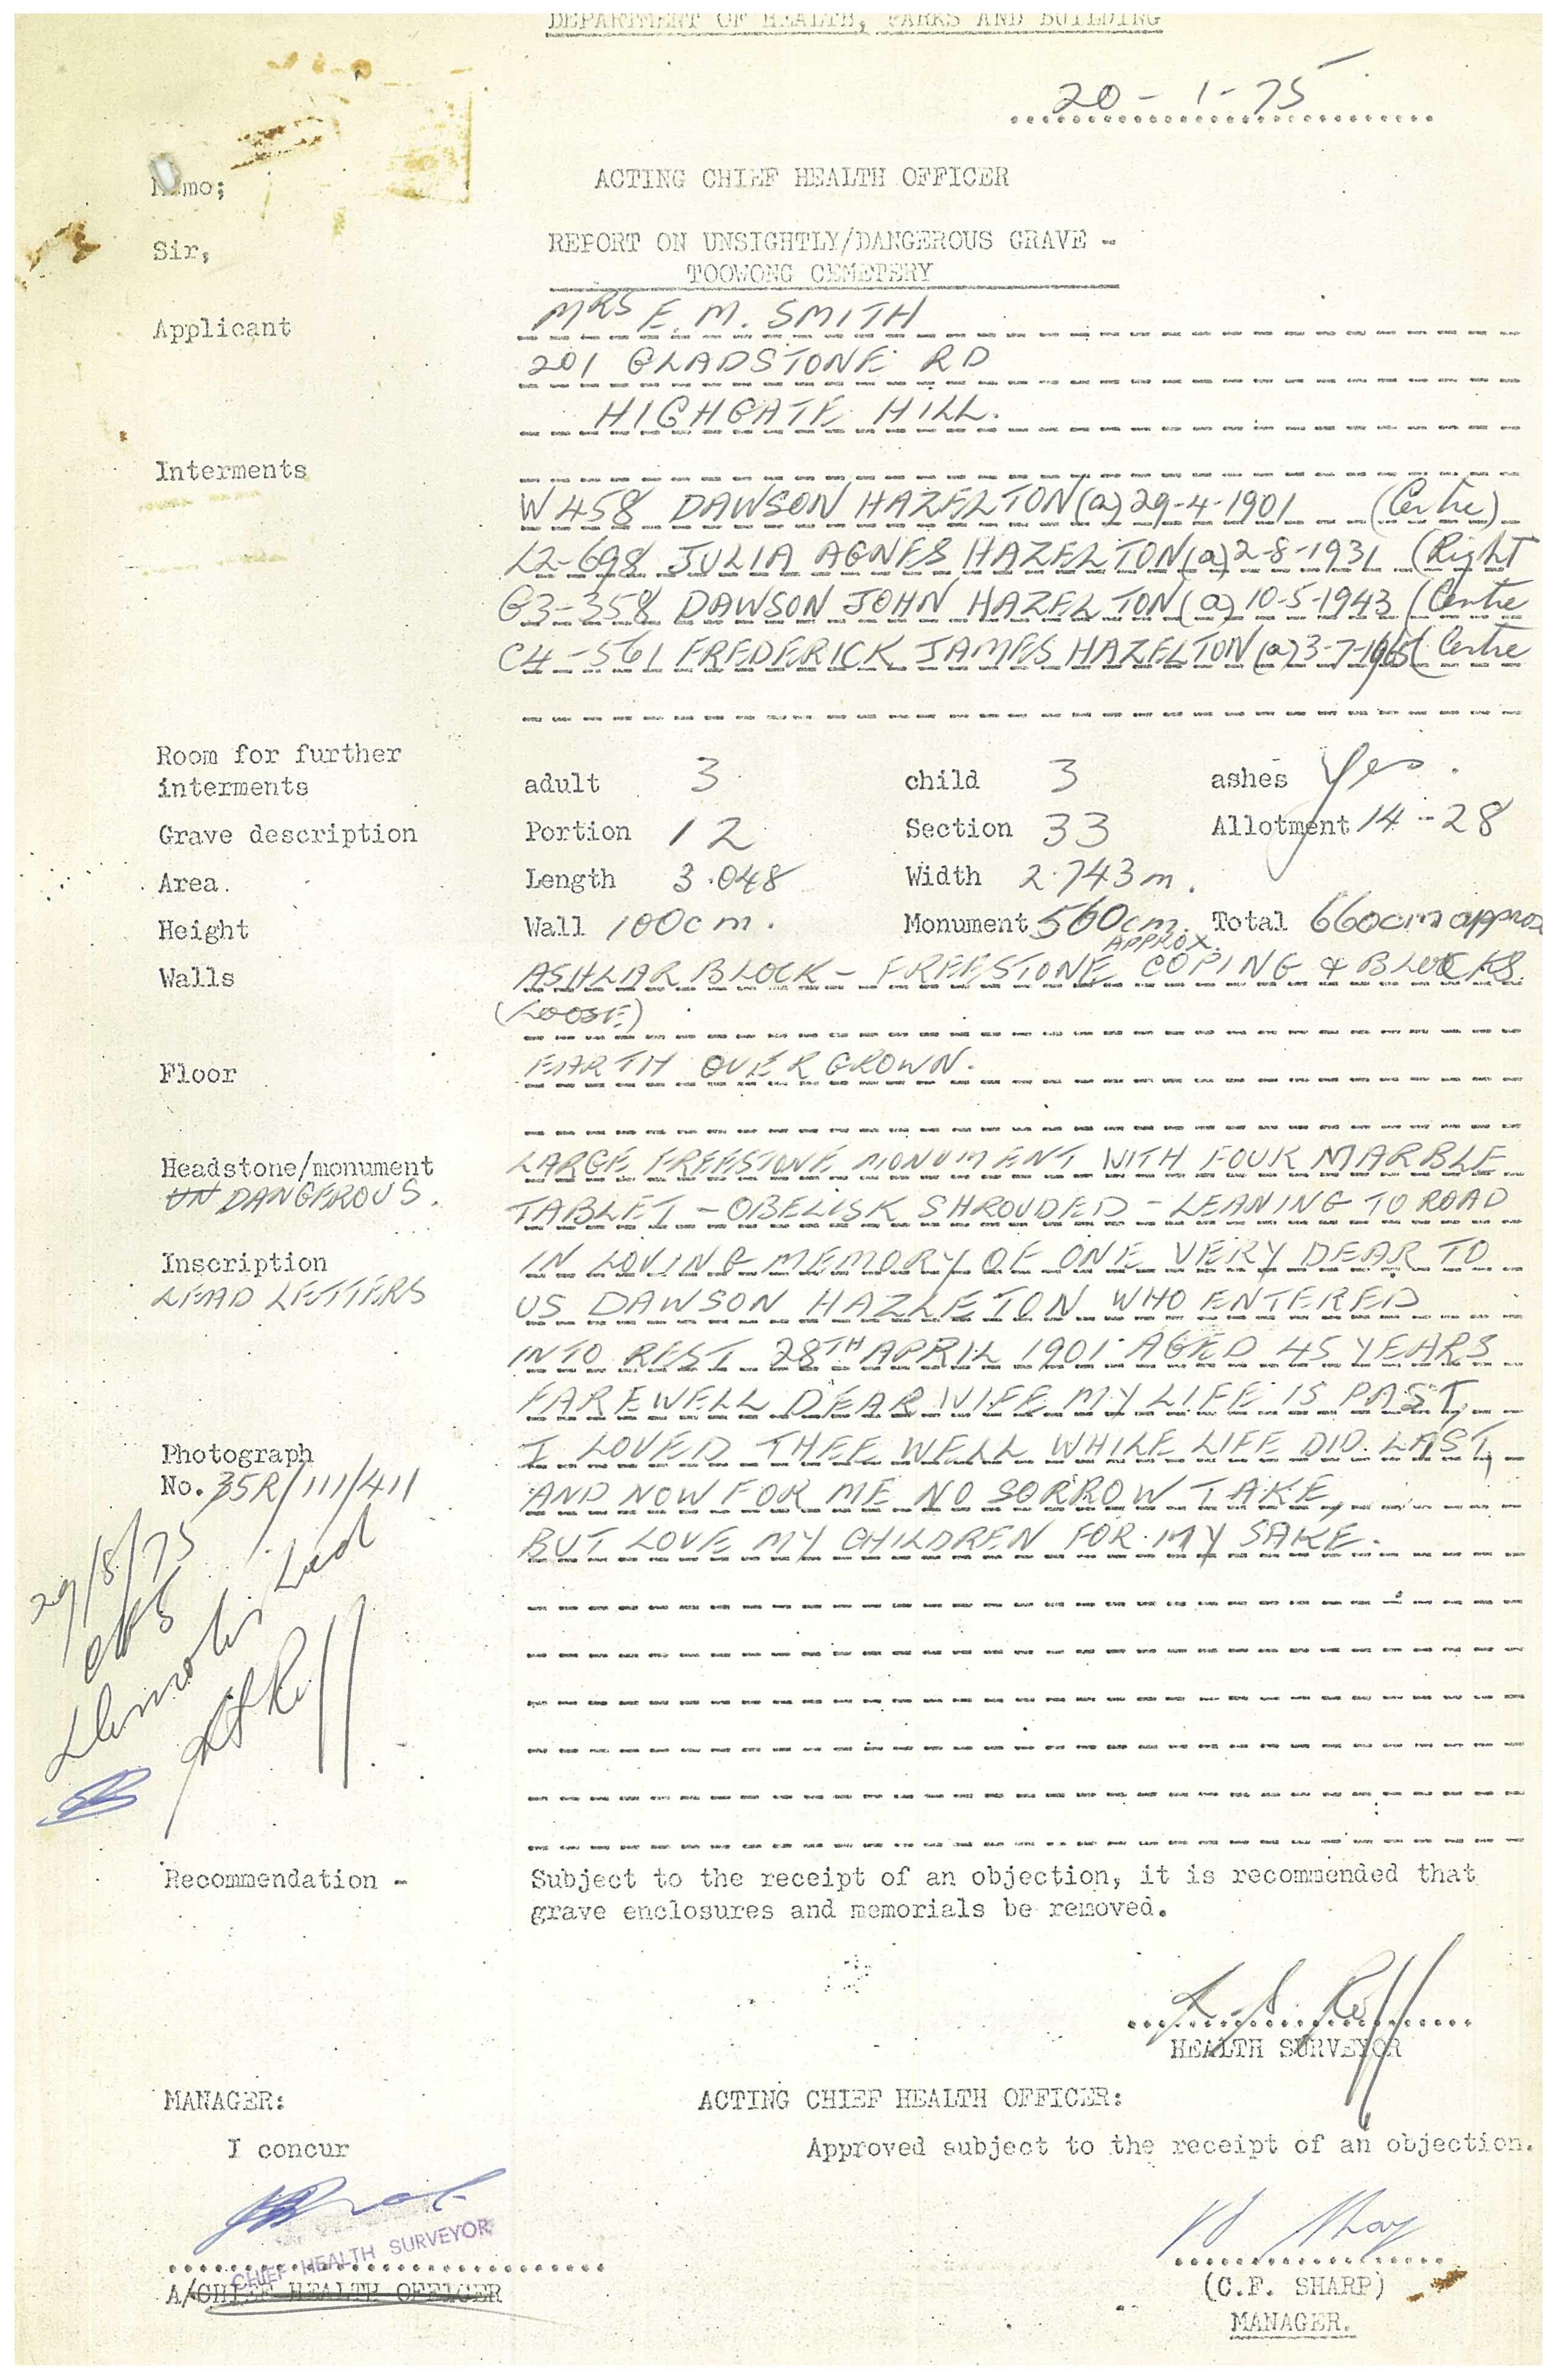 DEPARTMENT OF HEALTH, PARKS AND BUILDING
20-1-75
Memo; ACTING CHIEF HEALTH OFFICER
Sir, REPORT ON UNSIGHTLY/DANGEROUS GRAVE -
TOOWONG CEMETERY
Applicant MRS E. M. SMITH
201 GLADSTONE RD
HIGHGATE HILL.
Interments
W458 DAWSON HAZELTON (a) 29-4-1901 (Centre)
L2-698 JULIA AGNES HAZELTON (a) 2-8-1931 (Right
G3-358 DAWSON JOHN HAZELTON (a) 10-5-1943 (Centre
C4-561 FREDERICK JAMES HAZELTON (a) 3-7-1965 (Centre
Room for further
interments adult 3 child 3 ashes Yes.
Grave description Portion 12 Section 33 Allotment 14-28
Area. Length 3.048 Width 2.743m.
Height Wall 100cm. Monument 560cm. Total 660cm approx
APPROX.
Walls ASHLAR BLOCK - FREESTONE COPING & BLOCKS.
(LOOSE)
Floor EARTH OVERGROWN.
Headstone/monument LARGE FREESTONE MONUMENT WITH FOUR MARBLE
UN DANGEROUS. TABLET - OBELISK SHROUDED - LEANING TO ROAD
Inscription IN LOVING MEMORY OF ONE VERY DEAR TO
LEAD LETTERS US DAWSON HAZLETON WHO ENTERED
INTO REST 28TH APRIL 1901 AGED 45 YEARS
FAREWELL DEAR WIFE MY LIFE IS PAST,
Photograph I LOVED THEE WELL WHILE LIFE DID LAST,
No. 35R/111/411 AND NOW FOR ME NO SORROW TAKE,
BUT LOVE MY CHILDREN FOR MY SAKE.
29/8/75
Recommendation - Subject to the receipt of an objection, it is recommended that
grave enclosures and memorials be removed.
HEALTH SURVEYOR
MANAGER: ACTING CHIEF HEALTH OFFICER:
I concur Approved subject to the receipt of an objection.
CHIEF HEALTH SURVEYOR
A/CHIEF HEALTH OFFICER (C.F. SHARP)
MANAGER.